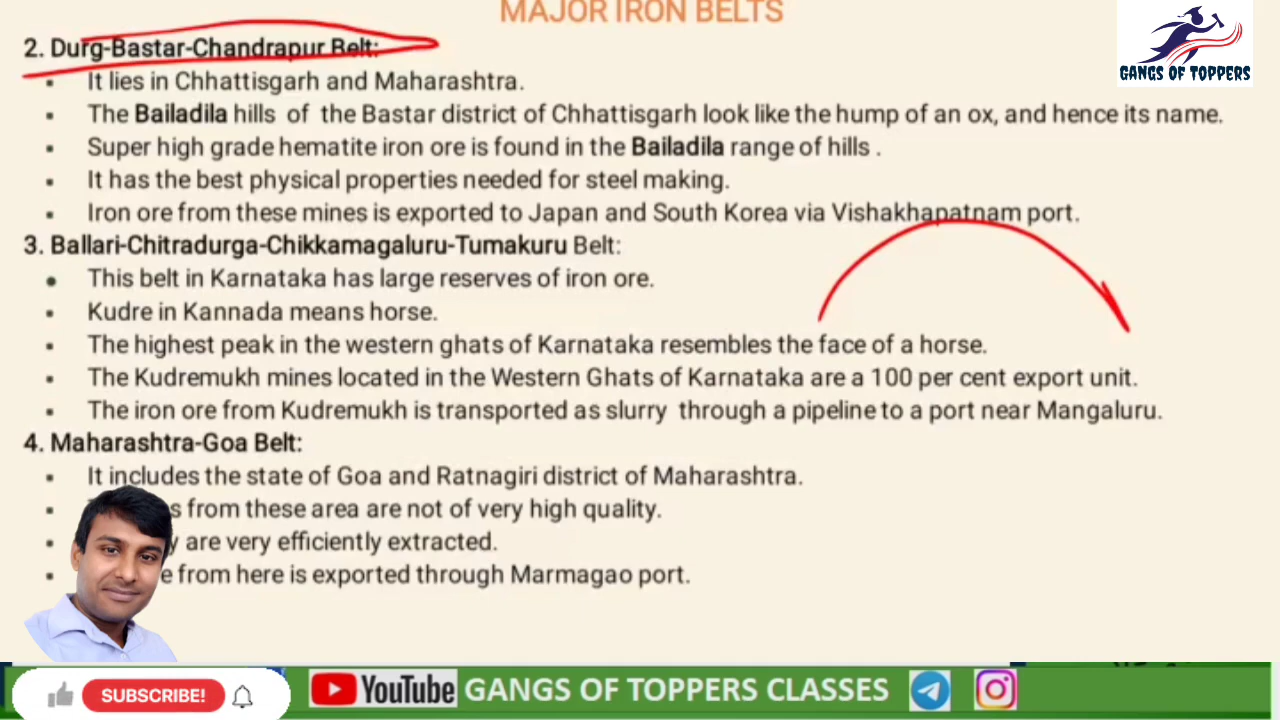 MAJOR IRON BELTS
GANGS OF TOPPERS
2. Durg-Bastar-Chandrapur Belt:
▪ It lies in Chhattisgarh and Maharashtra.
▪ The Bailadila hills of the Bastar district of Chhattisgarh look like the hump of an ox, and hence its name.
▪ Super high grade hematite iron ore is found in the Bailadila range of hills .
▪ It has the best physical properties needed for steel making.
▪ Iron ore from these mines is exported to Japan and South Korea via Vishakhapatnam port.
3. Ballari-Chitradurga-Chikkamagaluru-Tumakuru Belt:
• This belt in Karnataka has large reserves of iron ore.
▪ Kudre in Kannada means horse.
▪ The highest peak in the western ghats of Karnataka resembles the face of a horse.
▪ The Kudremukh mines located in the Western Ghats of Karnataka are a 100 per cent export unit.
▪ The iron ore from Kudremukh is transported as slurry through a pipeline to a port near Mangaluru.
4. Maharashtra-Goa Belt:
▪ It includes the state of Goa and Ratnagiri district of Maharashtra.
▪ from these area are not of very high quality.
▪ are very efficiently extracted.
▪ from here is exported through Marmagao port.
SUBSCRIBE!
YouTube GANGS OF TOPPERS CLASSES